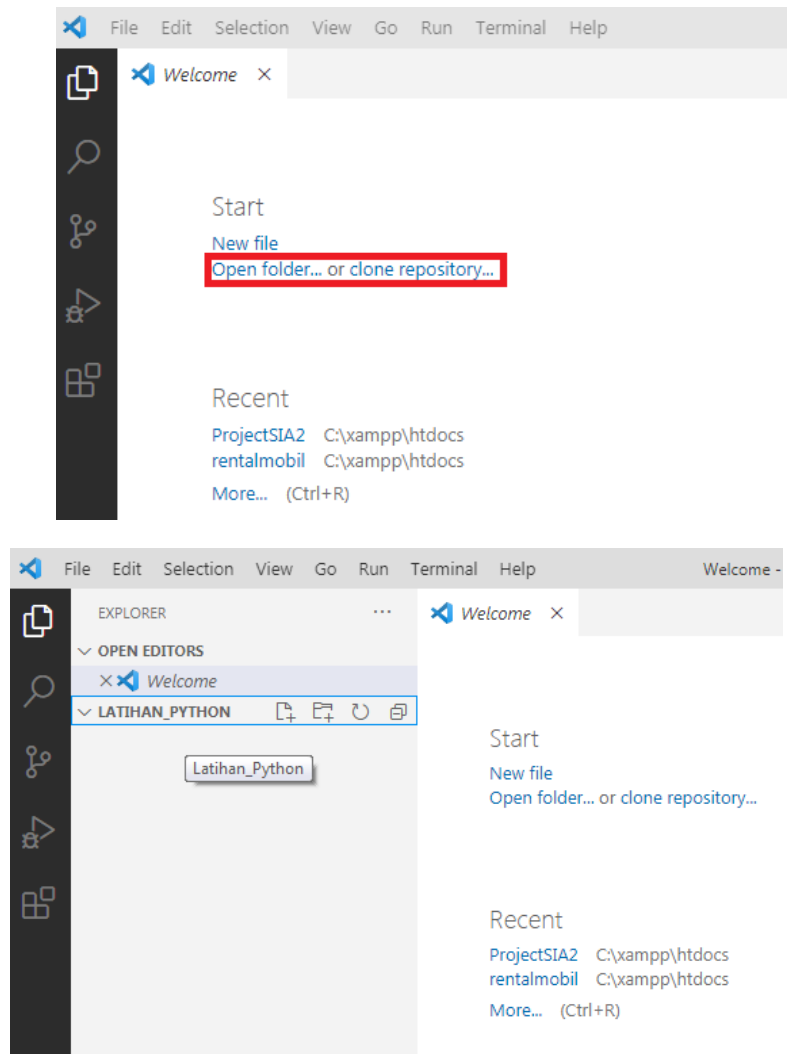 File Edit Selection View Go Run Terminal Help
Welcome
Start
New file
Open folder... or clone repository...
Recent
ProjectSIA2 C:\xampp\htdocs
rentalmobil C:\xampp\htdocs
More... (Ctrl+R)
File Edit Selection View Go Run Terminal Help Welcome -
EXPLORER ...
Welcome
OPEN EDITORS
Welcome
LATIHAN_PYTHON
Latihan_Python
Start
New file
Open folder... or clone repository...
Recent
ProjectSIA2 C:\xampp\htdocs
rentalmobil C:\xampp\htdocs
More... (Ctrl+R)